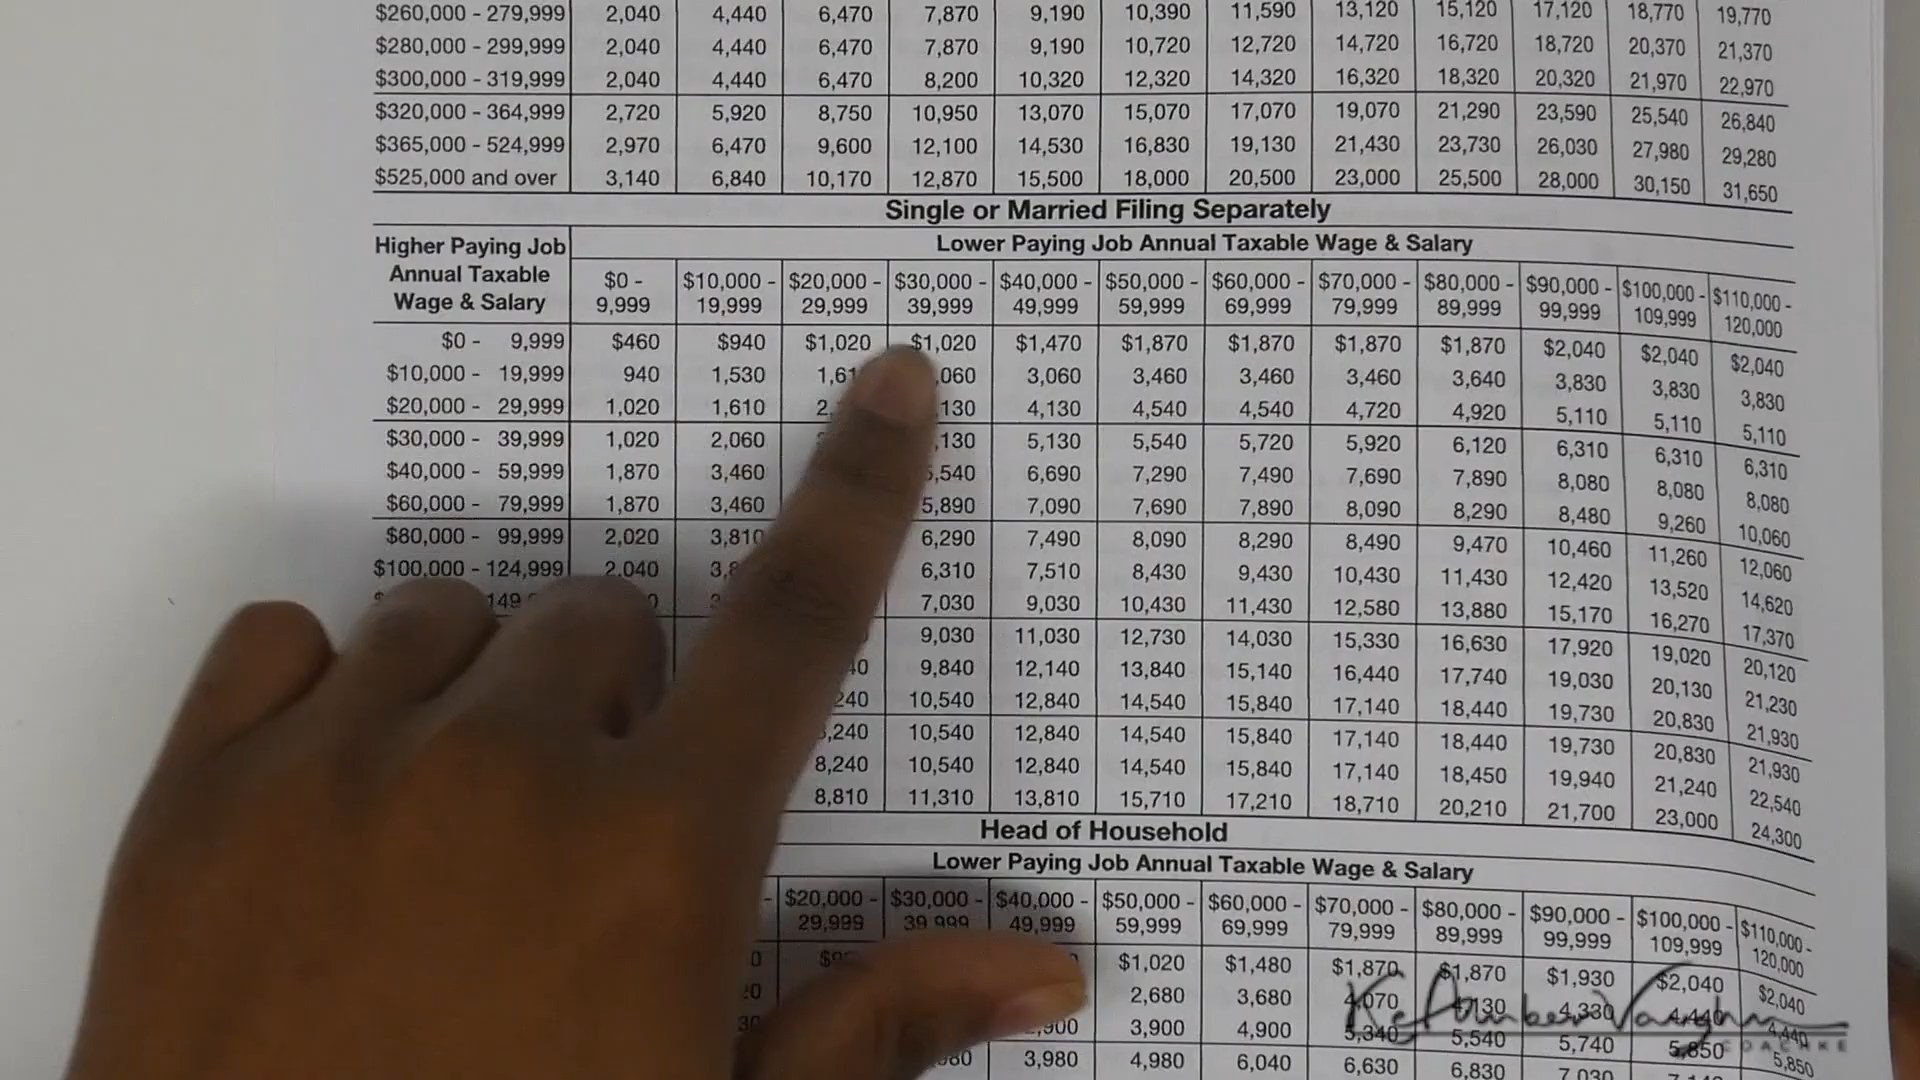 $260,000 - 279,999 2,040 4,440 6,470 7,870 9,190 10,390 11,590 13,120 15,120 17,120 18,770 19,770
$280,000 - 299,999 2,040 4,440 6,470 7,870 9,190 10,720 12,720 14,720 16,720 18,720 20,370 21,370
$300,000 - 319,999 2,040 4,440 6,470 8,200 10,320 12,320 14,320 16,320 18,320 20,320 21,970 22,970
$320,000 - 364,999 2,720 5,920 8,750 10,950 13,070 15,070 17,070 19,070 21,290 23,590 25,540 26,840
$365,000 - 524,999 2,970 6,470 9,600 12,100 14,530 16,830 19,130 21,430 23,730 26,030 27,980 29,280
$525,000 and over 3,140 6,840 10,170 12,870 15,500 18,000 20,500 23,000 25,500 28,000 30,150 31,650
Single or Married Filing Separately
Higher Paying Job Annual Taxable Wage & Salary
Lower Paying Job Annual Taxable Wage & Salary
$0 - 9,999 $10,000 - 19,999 $20,000 - 29,999 $30,000 - 39,999 $40,000 - 49,999 $50,000 - 59,999 $60,000 - 69,999 $70,000 - 79,999 $80,000 - 89,999 $90,000 - 99,999 $100,000 - 109,999 $110,000 - 120,000
$0 - 9,999 $460 $940 $1,020 $1,020 $1,470 $1,870 $1,870 $1,870 $1,870 $2,040 $2,040 $2,040
$10,000 - 19,999 940 1,530 3,060 3,460 3,460 3,460 3,640 3,830 3,830 3,830
$20,000 - 29,999 1,020 1,610 4,130 4,540 4,540 4,720 4,920 5,110 5,110 5,110
$30,000 - 39,999 1,020 2,060 5,130 5,540 5,720 5,920 6,120 6,310 6,310 6,310
$40,000 - 59,999 1,870 3,460 6,690 7,290 7,490 7,690 7,890 8,080 8,080 8,080
$60,000 - 79,999 1,870 3,460 5,890 7,090 7,690 7,890 8,090 8,290 8,480 9,260 10,060
$80,000 - 99,999 2,020 3,810 6,290 7,490 8,090 8,290 8,490 9,470 10,460 11,260 12,060
$100,000 - 124,999 2,040 6,310 7,510 8,430 9,430 10,430 11,430 12,420 13,520 14,620
7,030 9,030 10,430 11,430 12,580 13,880 15,170 16,270 17,370
9,030 11,030 12,730 14,030 15,330 16,630 17,920 19,020 20,120
9,840 12,140 13,840 15,140 16,440 17,740 19,030 20,130 21,230
10,540 12,840 14,540 15,840 17,140 18,440 19,730 20,830 21,930
10,540 12,840 14,540 15,840 17,140 18,440 19,730 20,830 21,930
8,240 10,540 12,840 14,540 15,840 17,140 18,450 19,940 21,240 22,540
8,810 11,310 13,810 15,710 17,210 18,710 20,210 21,700 23,000 24,300
Head of Household
Lower Paying Job Annual Taxable Wage & Salary
$20,000 - 29,999 $30,000 - 39,999 $40,000 - 49,999 $50,000 - 59,999 $60,000 - 69,999 $70,000 - 79,999 $80,000 - 89,999 $90,000 - 99,999 $100,000 - 109,999 $110,000 - 120,000
$1,020 $1,480 $1,870 $1,870 $1,930 $2,040 $2,040
2,680 3,680 4,070 4,130 4,330 4,440 4,440
3,900 4,900 5,340 5,540 5,740 5,850 5,850
3,980 4,980 6,040 6,630 6,830
COACHKE